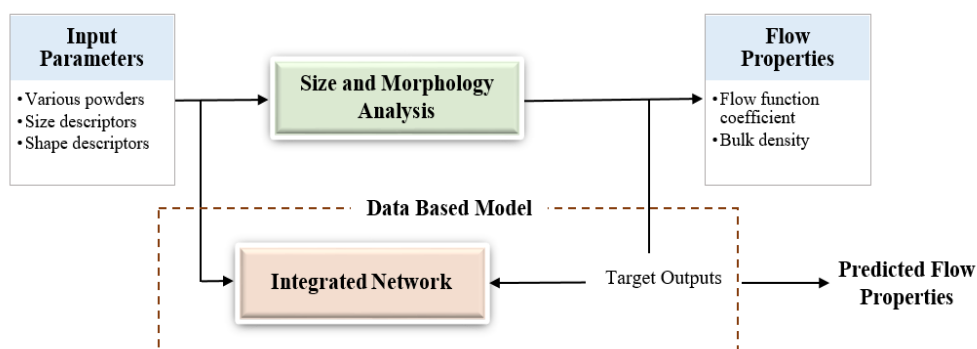 Input
Parameters
• Various powders
• Size descriptors
• Shape descriptors
Size and Morphology
Analysis
Flow
Properties
• Flow function
coefficient
• Bulk density
Data Based Model
Integrated Network
Target Outputs
Predicted Flow
Properties